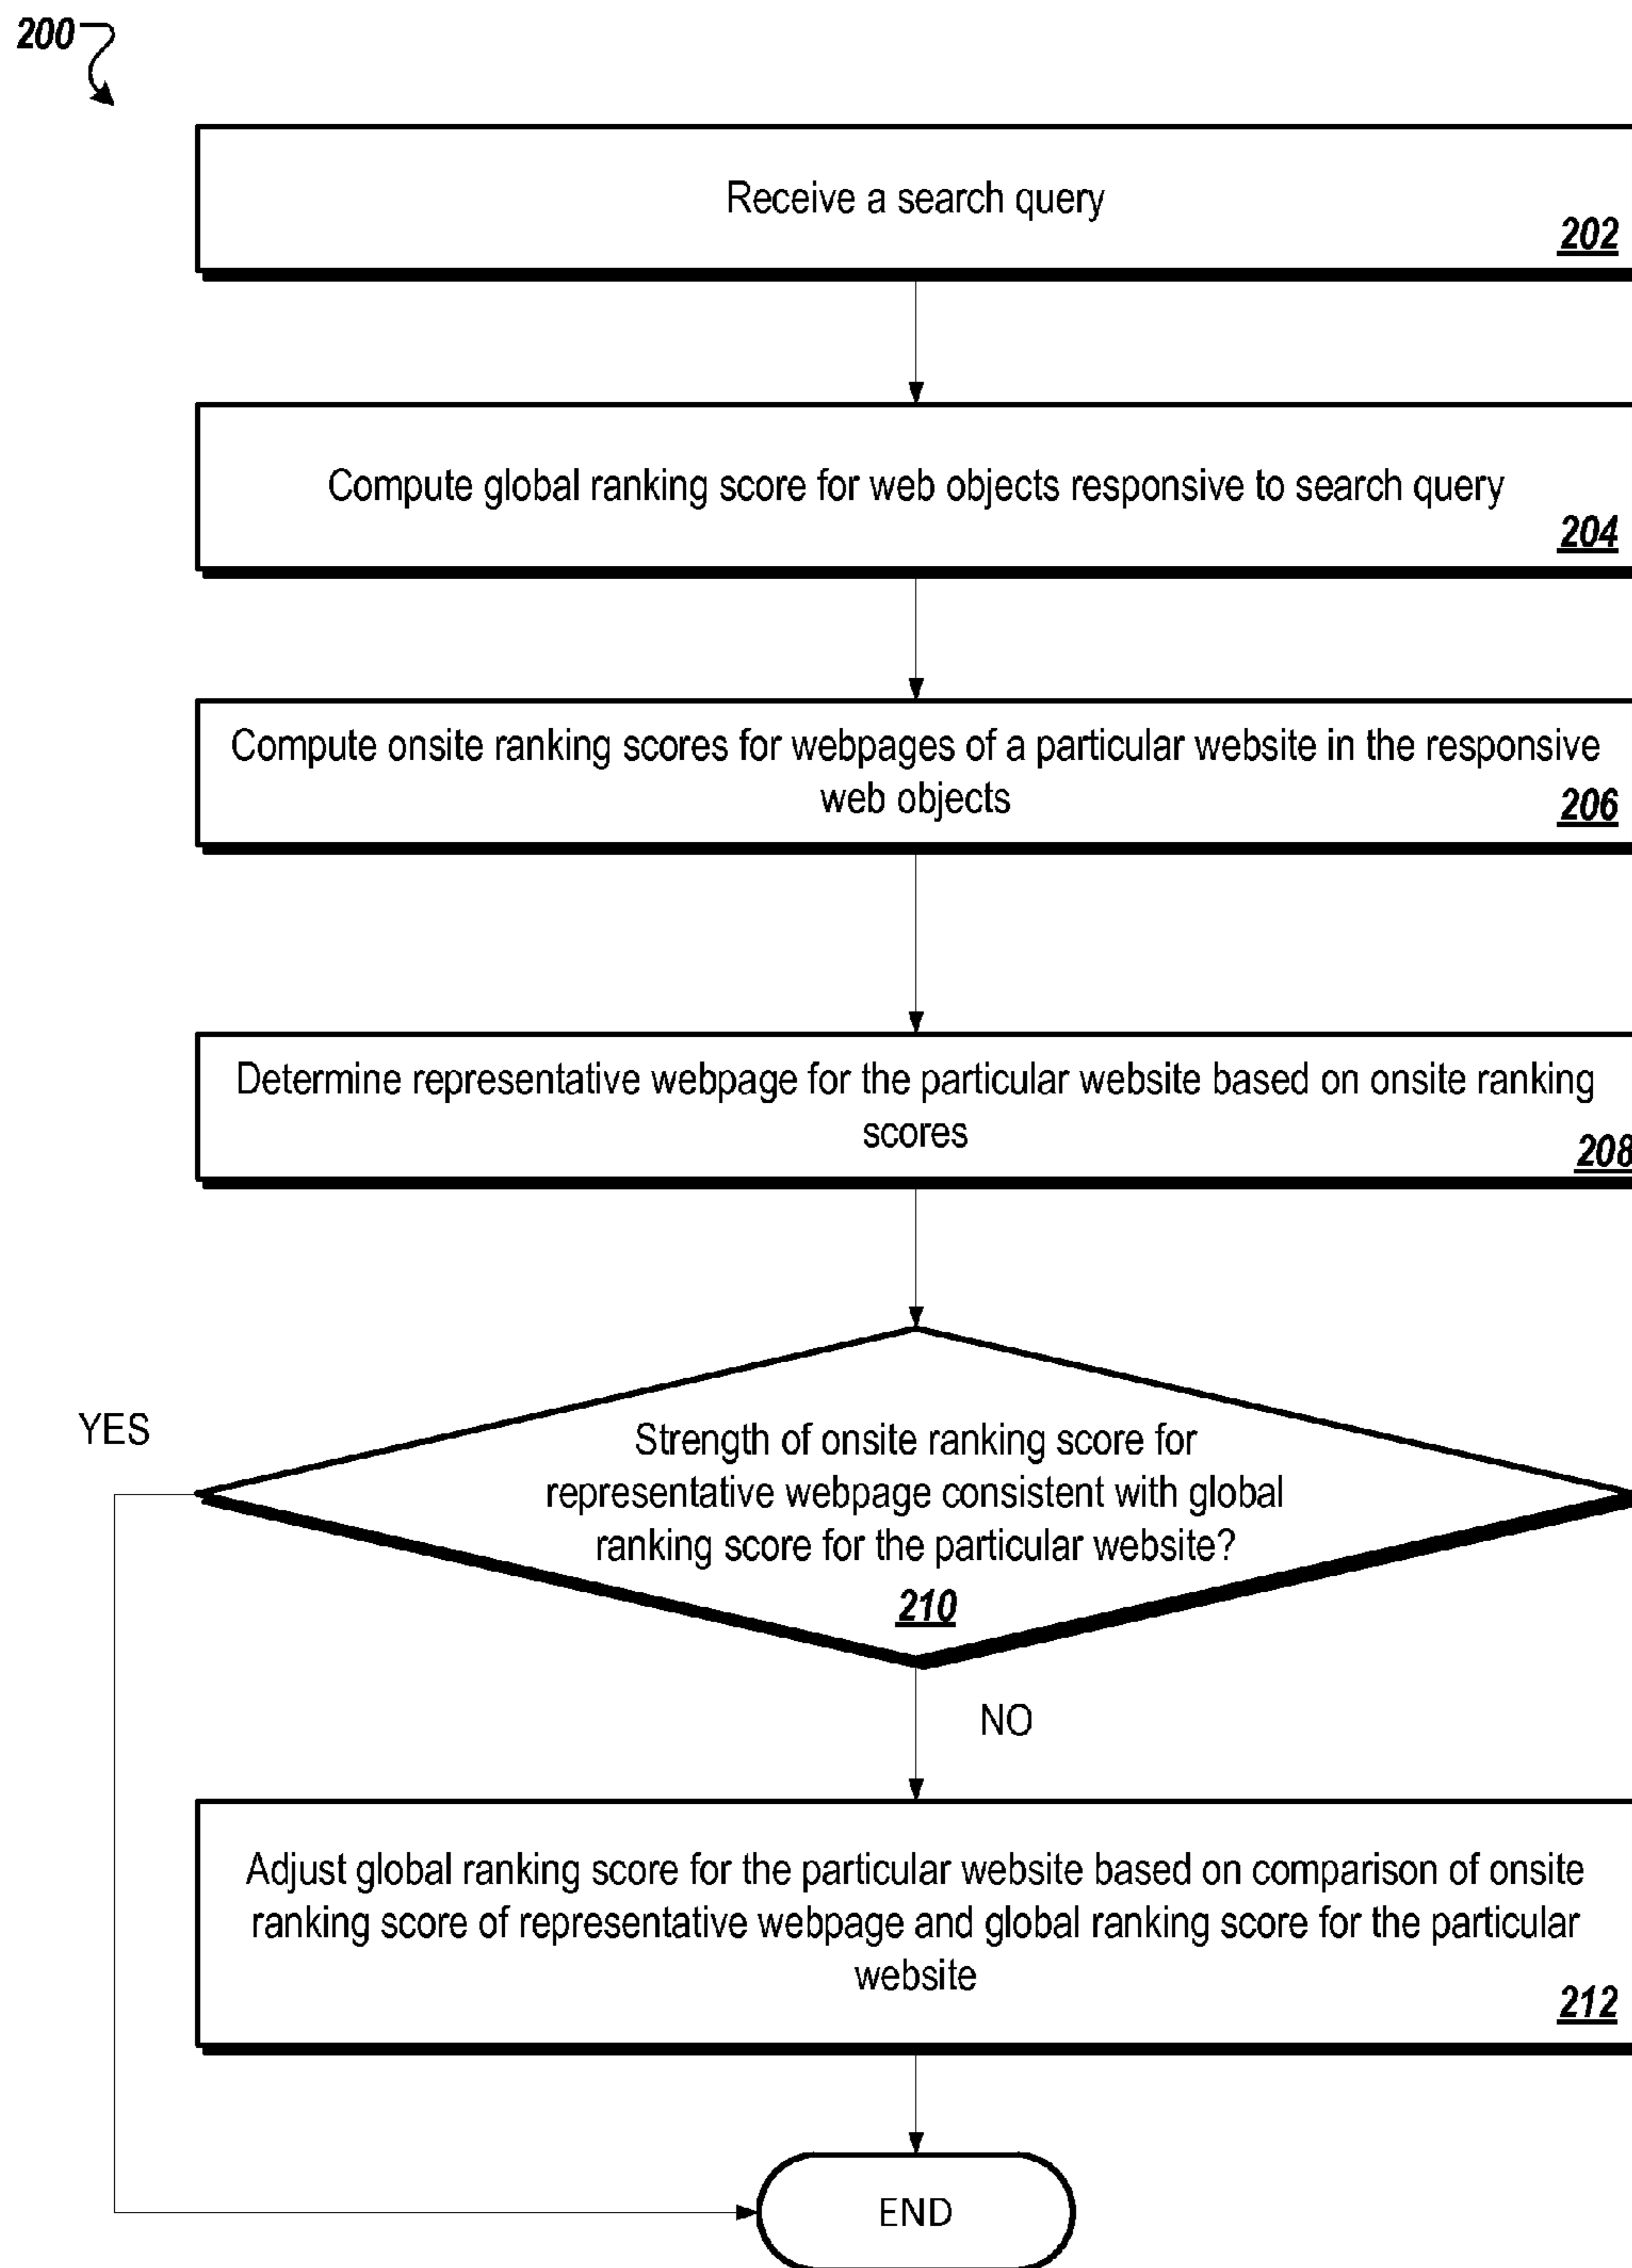 200
Receive a search query
202
Compute global ranking score for web objects responsive to search query
204
Compute onsite ranking scores for webpages of a particular website in the responsive
web objects
206
Determine representative webpage for the particular website based on onsite ranking
scores
208
YES
Strength of onsite ranking score for
representative webpage consistent with global
ranking score for the particular website?
210
NO
Adjust global ranking score for the particular website based on comparison of onsite
ranking score of representative webpage and global ranking score for the particular
website
212
END